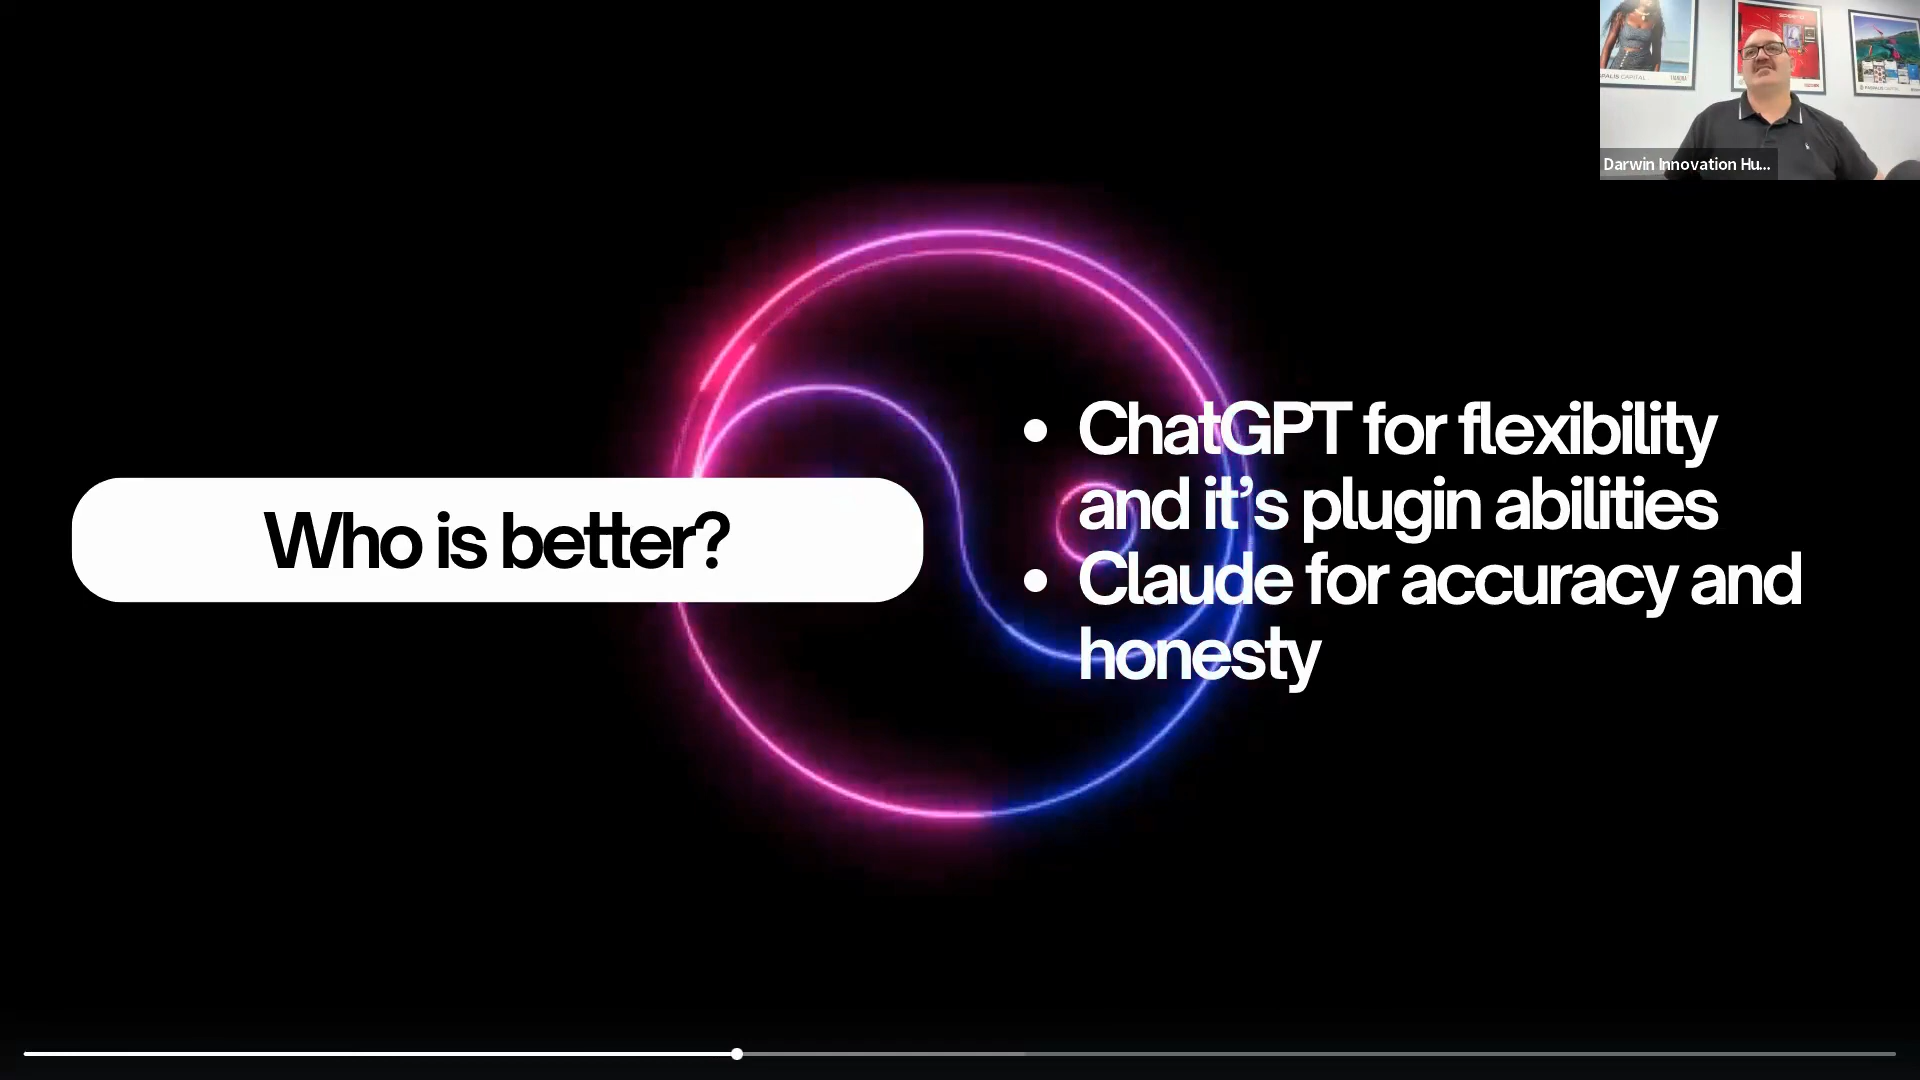 Darwin Innovation Hu...
Who is better?
• ChatGPT for flexibility
and it's plugin abilities
• Claude for accuracy and
honesty